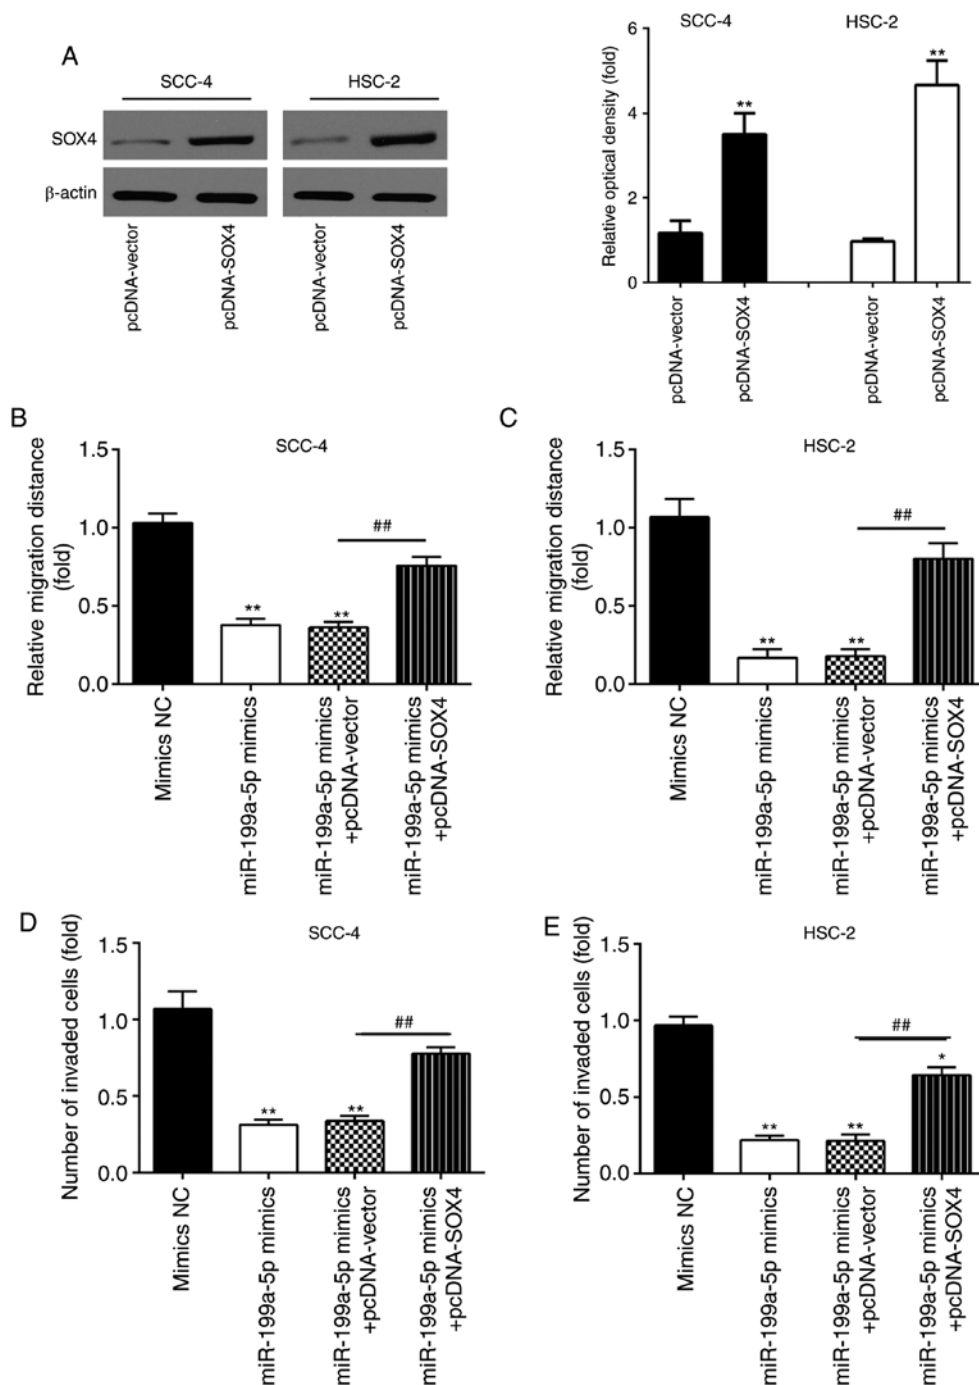 A
SCC-4
HSC-2
SOX4
β-actin
pcDNA-vector
pcDNA-SOX4
pcDNA-vector
pcDNA-SOX4
SCC-4
HSC-2
Relative optical density (fold)
6
4
2
0
**
**
pcDNA-vector
pcDNA-SOX4
pcDNA-vector
pcDNA-SOX4
B
SCC-4
Relative migration distance
(fold)
1.5
1.0
0.5
0.0
**
**
##
Mimics NC
miR-199a-5p mimics
miR-199a-5p mimics
+pcDNA-vector
miR-199a-5p mimics
+pcDNA-SOX4
C
HSC-2
Relative migration distance
(fold)
1.5
1.0
0.5
0.0
**
**
##
Mimics NC
miR-199a-5p mimics
miR-199a-5p mimics
+pcDNA-vector
miR-199a-5p mimics
+pcDNA-SOX4
D
SCC-4
Number of invaded cells (fold)
1.5
1.0
0.5
0.0
**
**
##
Mimics NC
miR-199a-5p mimics
miR-199a-5p mimics
+pcDNA-vector
miR-199a-5p mimics
+pcDNA-SOX4
E
HSC-2
Number of invaded cells (fold)
1.5
1.0
0.5
0.0
**
**
##
*
Mimics NC
miR-199a-5p mimics
miR-199a-5p mimics
+pcDNA-vector
miR-199a-5p mimics
+pcDNA-SOX4